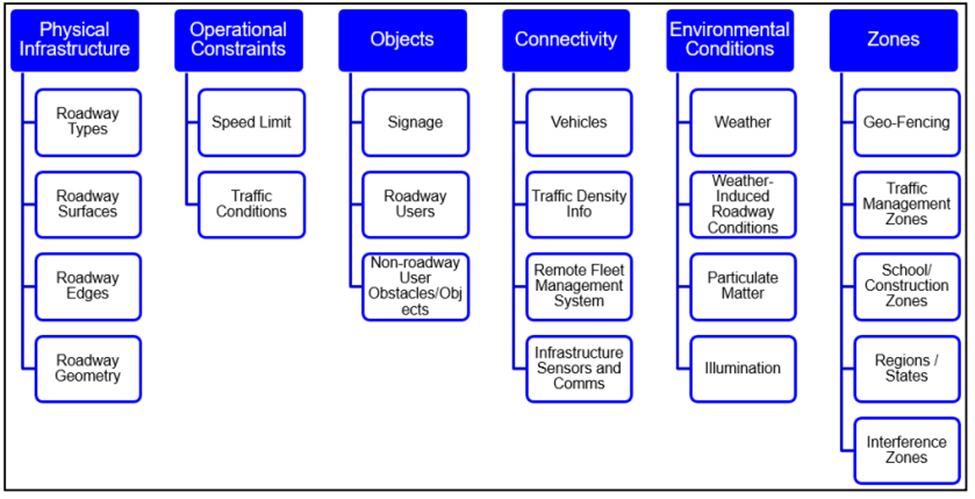 Physical
Infrastructure
Roadway
Types
Roadway
Surfaces
Roadway
Edges
Roadway
Geometry
Operational
Constraints
Speed Limit
Traffic
Conditions
Objects
Signage
Roadway
Users
Non-roadway
User
Obstacles/Obj
ects
Connectivity
Vehicles
Traffic Density
Info
Remote Fleet
Management
System
Infrastructure
Sensors and
Comms
Environmental
Conditions
Weather
Weather-
Induced
Roadway
Conditions
Particulate
Matter
Illumination
Zones
Geo-Fencing
Traffic
Management
Zones
School/
Construction
Zones
Regions /
States
Interference
Zones